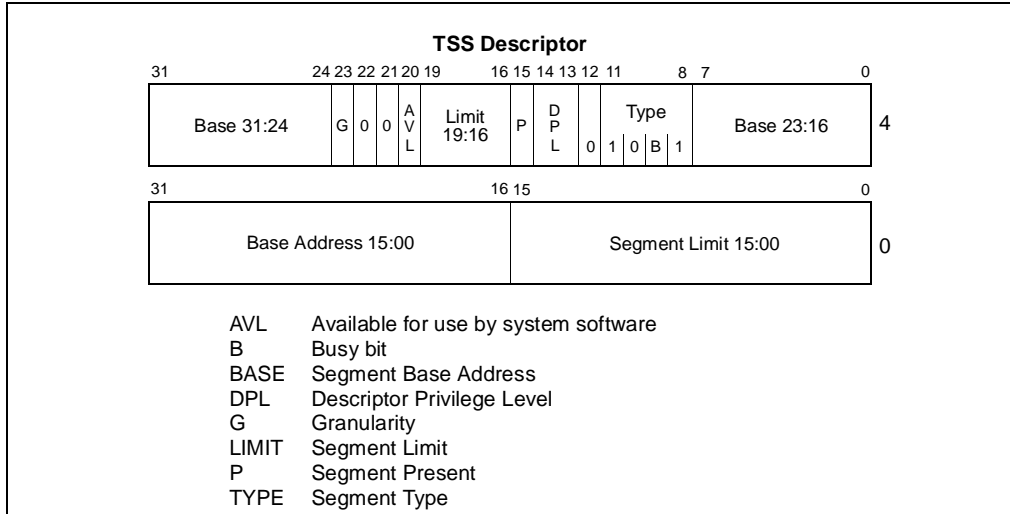 TSS Descriptor
31 24 23 22 21 20 19 16 15 14 13 12 11 8 7 0
Base 31:24 G 0 0 AVL Limit 19:16 P DPL 0 Type 1 0 B 1 Base 23:16 4
31 16 15 0
Base Address 15:00 Segment Limit 15:00 0
AVL Available for use by system software
B Busy bit
BASE Segment Base Address
DPL Descriptor Privilege Level
G Granularity
LIMIT Segment Limit
P Segment Present
TYPE Segment Type